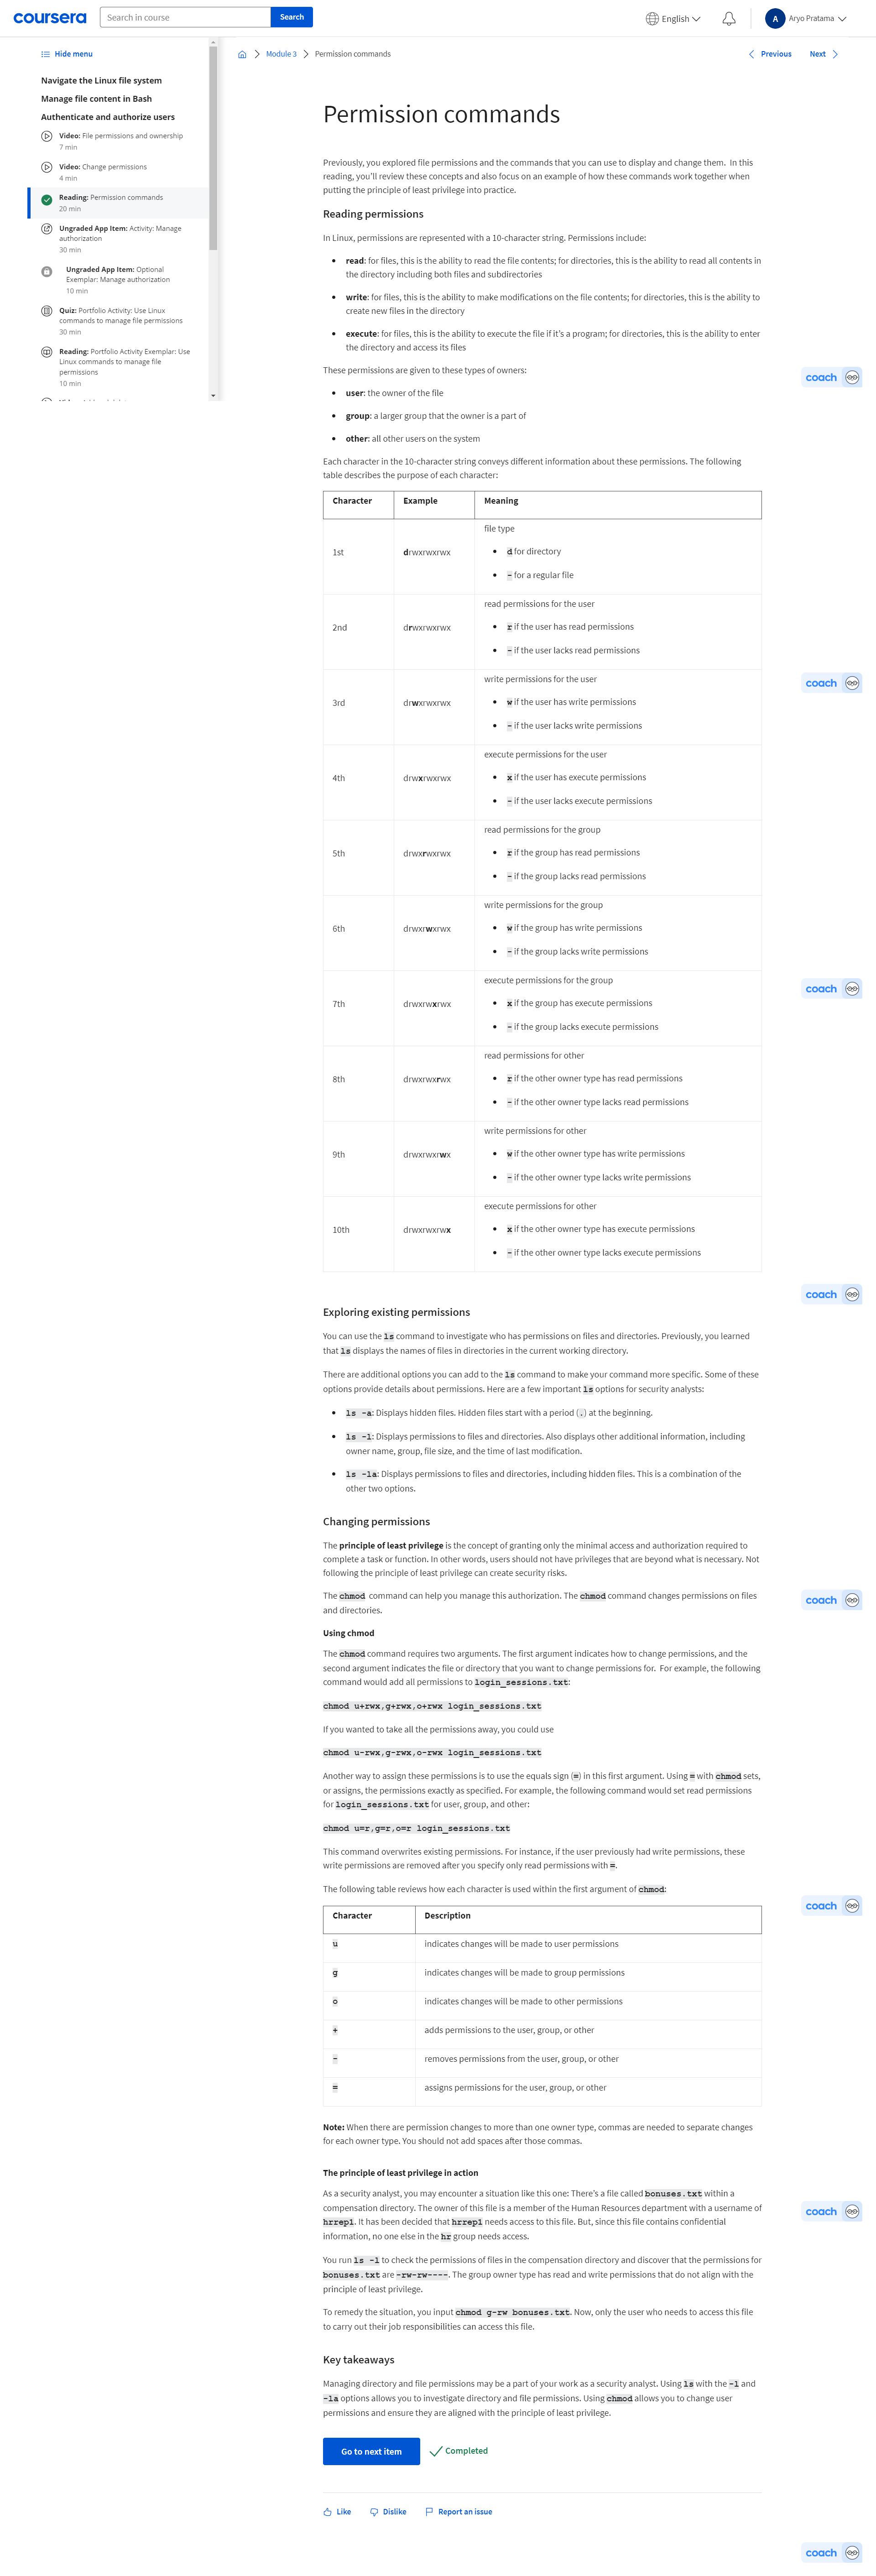 coursera
Search in course
Search
English
A
Aryo Pratama
Hide menu
Navigate the Linux file system
Manage file content in Bash
Authenticate and authorize users
Video: File permissions and ownership
7 min
Video: Change permissions
4 min
Reading: Permission commands
20 min
Ungraded App Item: Activity: Manage
authorization
30 min
Ungraded App Item: Optional
Exemplar: Manage authorization
10 min
Quiz: Portfolio Activity: Use Linux
commands to manage file permissions
30 min
Reading: Portfolio Activity Exemplar: Use
Linux commands to manage file
permissions
10 min
Module 3
Permission commands
Previous
Next
Permission commands
Previously, you explored file permissions and the commands that you can use to display and change them.  In this
reading, you'll review these concepts and also focus on an example of how these commands work together when
putting the principle of least privilege into practice.
Reading permissions
In Linux, permissions are represented with a 10-character string. Permissions include:
• read: for files, this is the ability to read the file contents; for directories, this is the ability to read all contents in
the directory including both files and subdirectories
• write: for files, this is the ability to make modifications on the file contents; for directories, this is the ability to
create new files in the directory
• execute: for files, this is the ability to execute the file if it's a program; for directories, this is the ability to enter
the directory and access its files
These permissions are given to these types of owners:
coach
• user: the owner of the file
• group: a larger group that the owner is a part of
• other: all other users on the system
Each character in the 10-character string conveys different information about these permissions. The following
table describes the purpose of each character:
Character Example Meaning
file type
1st drwxrwxrwx • d for directory
• - for a regular file
read permissions for the user
2nd drwxrwxrwx • r if the user has read permissions
• - if the user lacks read permissions
write permissions for the user
coach
3rd drwxrwxrwx • w if the user has write permissions
• - if the user lacks write permissions
execute permissions for the user
4th drwxrwxrwx • x if the user has execute permissions
• - if the user lacks execute permissions
read permissions for the group
5th drwxrwxrwx • r if the group has read permissions
• - if the group lacks read permissions
write permissions for the group
6th drwxrwxrwx • w if the group has write permissions
• - if the group lacks write permissions
execute permissions for the group
coach
7th drwxrwxrwx • x if the group has execute permissions
• - if the group lacks execute permissions
read permissions for other
8th drwxrwxrwx • r if the other owner type has read permissions
• - if the other owner type lacks read permissions
write permissions for other
9th drwxrwxrwx • w if the other owner type has write permissions
• - if the other owner type lacks write permissions
execute permissions for other
10th drwxrwxrwx • x if the other owner type has execute permissions
• - if the other owner type lacks execute permissions
coach
Exploring existing permissions
You can use the ls command to investigate who has permissions on files and directories. Previously, you learned
that ls displays the names of files in directories in the current working directory.
There are additional options you can add to the ls command to make your command more specific. Some of these
options provide details about permissions. Here are a few important ls options for security analysts:
• ls -a: Displays hidden files. Hidden files start with a period (.) at the beginning.
• ls -l: Displays permissions to files and directories. Also displays other additional information, including
owner name, group, file size, and the time of last modification.
• ls -la: Displays permissions to files and directories, including hidden files. This is a combination of the
other two options.
Changing permissions
The principle of least privilege is the concept of granting only the minimal access and authorization required to
complete a task or function. In other words, users should not have privileges that are beyond what is necessary. Not
following the principle of least privilege can create security risks.
The chmod  command can help you manage this authorization. The chmod command changes permissions on files
and directories.
coach
Using chmod
The chmod command requires two arguments. The first argument indicates how to change permissions, and the
second argument indicates the file or directory that you want to change permissions for.  For example, the following
command would add all permissions to login_sessions.txt:
chmod u+rwx,g+rwx,o+rwx login_sessions.txt
If you wanted to take all the permissions away, you could use
chmod u-rwx,g-rwx,o-rwx login_sessions.txt
Another way to assign these permissions is to use the equals sign (=) in this first argument. Using = with chmod sets,
or assigns, the permissions exactly as specified. For example, the following command would set read permissions
for login_sessions.txt for user, group, and other:
chmod u=r,g=r,o=r login_sessions.txt
This command overwrites existing permissions. For instance, if the user previously had write permissions, these
write permissions are removed after you specify only read permissions with =.
The following table reviews how each character is used within the first argument of chmod:
coach
Character Description
u indicates changes will be made to user permissions
g indicates changes will be made to group permissions
o indicates changes will be made to other permissions
+ adds permissions to the user, group, or other
- removes permissions from the user, group, or other
= assigns permissions for the user, group, or other
Note: When there are permission changes to more than one owner type, commas are needed to separate changes
for each owner type. You should not add spaces after those commas.
The principle of least privilege in action
As a security analyst, you may encounter a situation like this one: There's a file called bonuses.txt within a
compensation directory. The owner of this file is a member of the Human Resources department with a username of
hrrep1. It has been decided that hrrep1 needs access to this file. But, since this file contains confidential
information, no one else in the hr group needs access.
coach
You run ls -l to check the permissions of files in the compensation directory and discover that the permissions for
bonuses.txt are -rw-rw----. The group owner type has read and write permissions that do not align with the
principle of least privilege.
To remedy the situation, you input chmod g-rw bonuses.txt. Now, only the user who needs to access this file
to carry out their job responsibilities can access this file.
Key takeaways
Managing directory and file permissions may be a part of your work as a security analyst. Using ls with the -l and
-la options allows you to investigate directory and file permissions. Using chmod allows you to change user
permissions and ensure they are aligned with the principle of least privilege.
Go to next item
Completed
Like
Dislike
Report an issue
coach